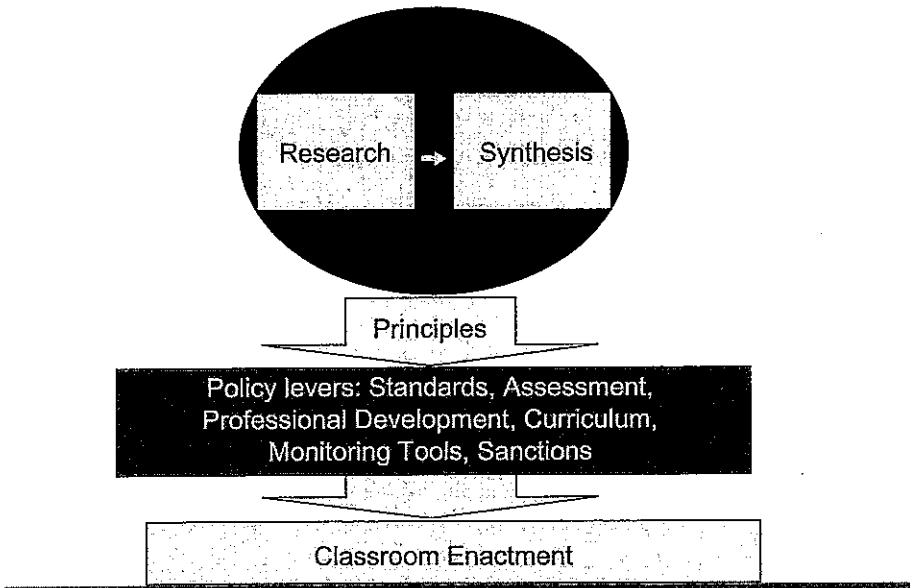 Research
Synthesis
Principles
Policy levers: Standards, Assessment,
Professional Development, Curriculum,
Monitoring Tools, Sanctions
Classroom Enactment